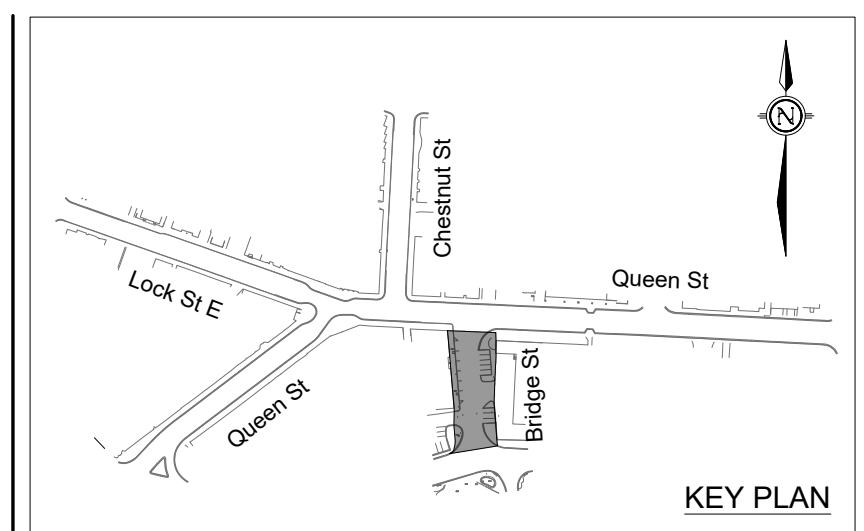 N
Chestnut St
Queen St
Lock St E
Queen St
Bridge St
KEY PLAN